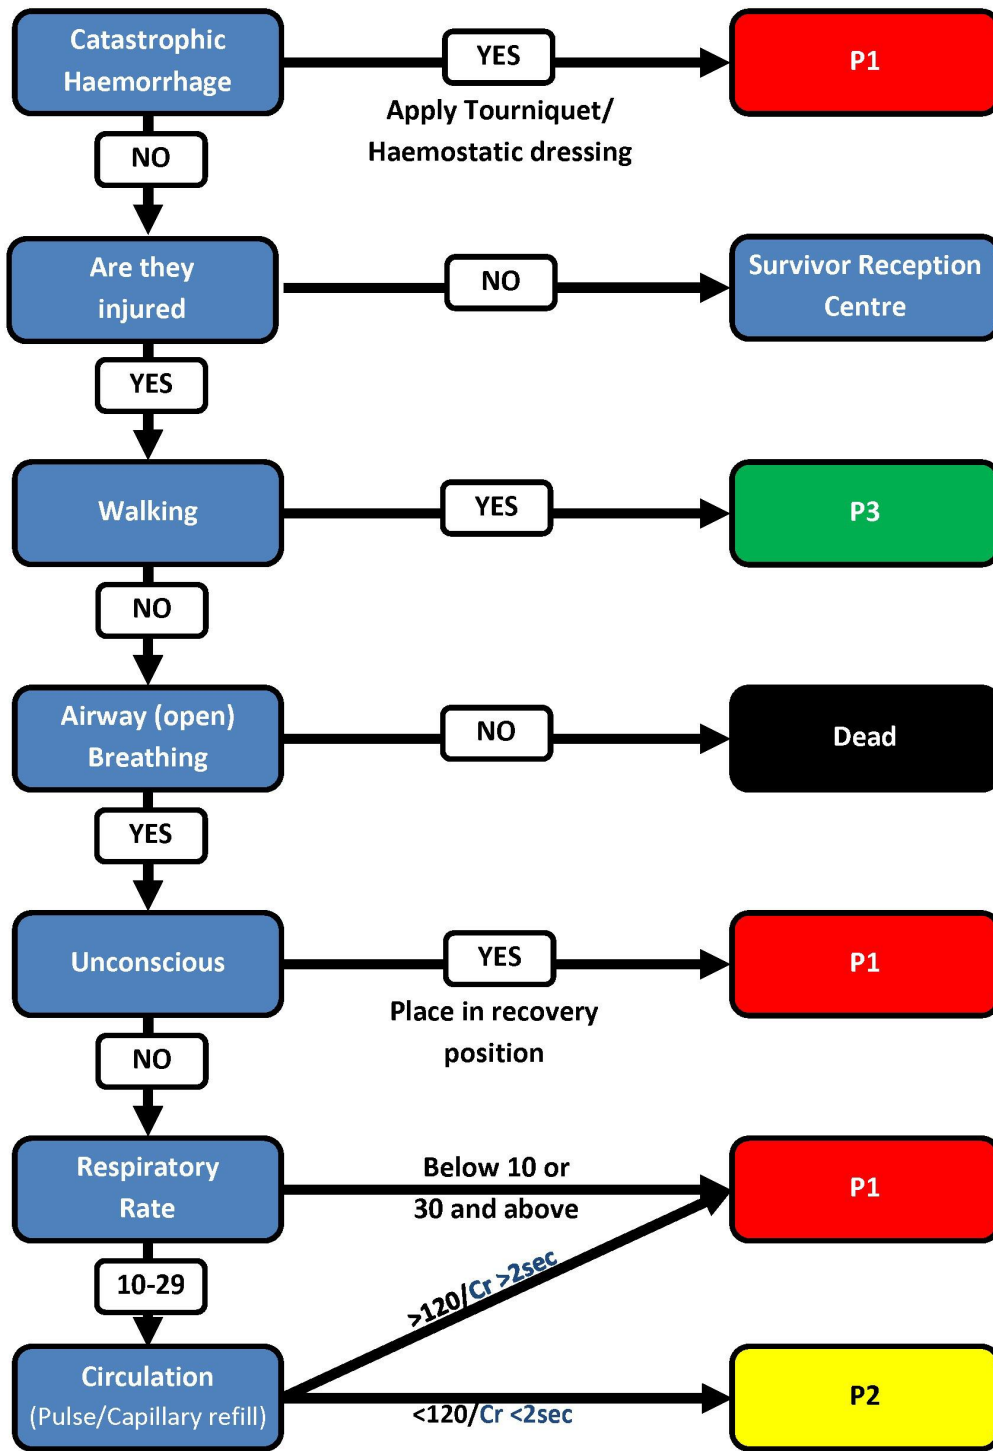 Catastrophic
Haemorrhage
YES
P1
Apply Tourniquet/
Haemostatic dressing
NO
Are they
injured
NO
Survivor Reception
Centre
YES
Walking
YES
P3
NO
Airway (open)
Breathing
NO
Dead
YES
Unconscious
YES
P1
Place in recovery
position
NO
Respiratory
Rate
Below 10 or
30 and above
P1
10-29
>120/Cr >2sec
Circulation
(Pulse/Capillary refill)
<120/Cr <2sec
P2